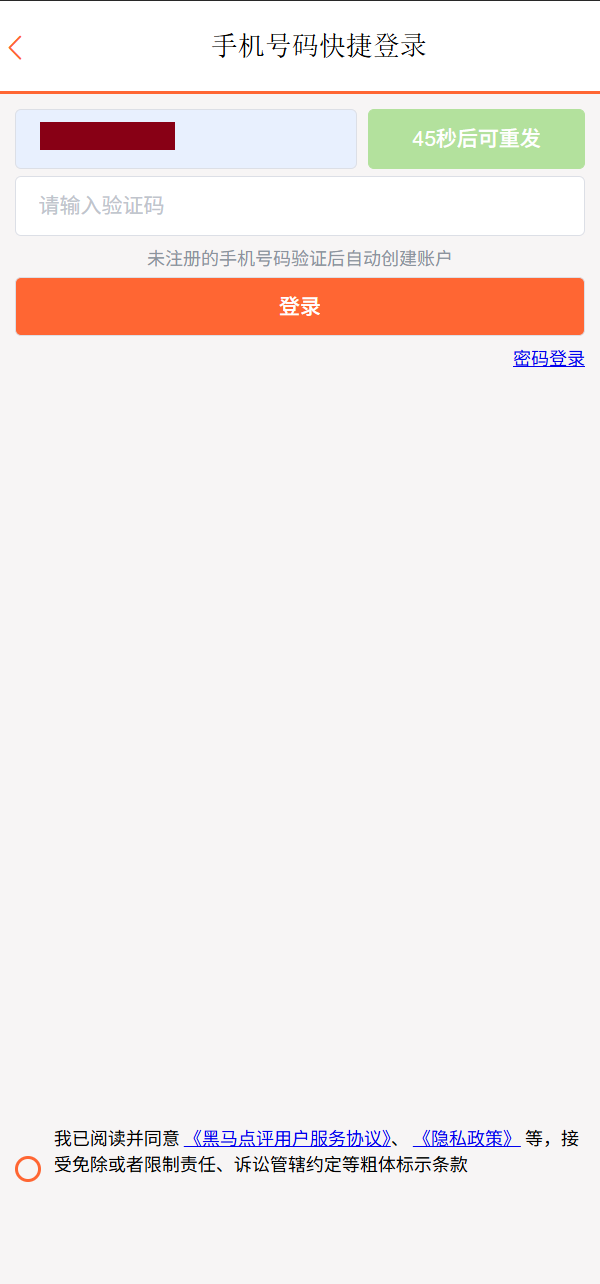 手机号码快捷登录
45秒后可重发
请输入验证码
未注册的手机号码验证后自动创建账户
登录
密码登录
我已阅读并同意 《黑马点评用户服务协议》、 《隐私政策》 等，接
受免除或者限制责任、诉讼管辖约定等粗体标示条款